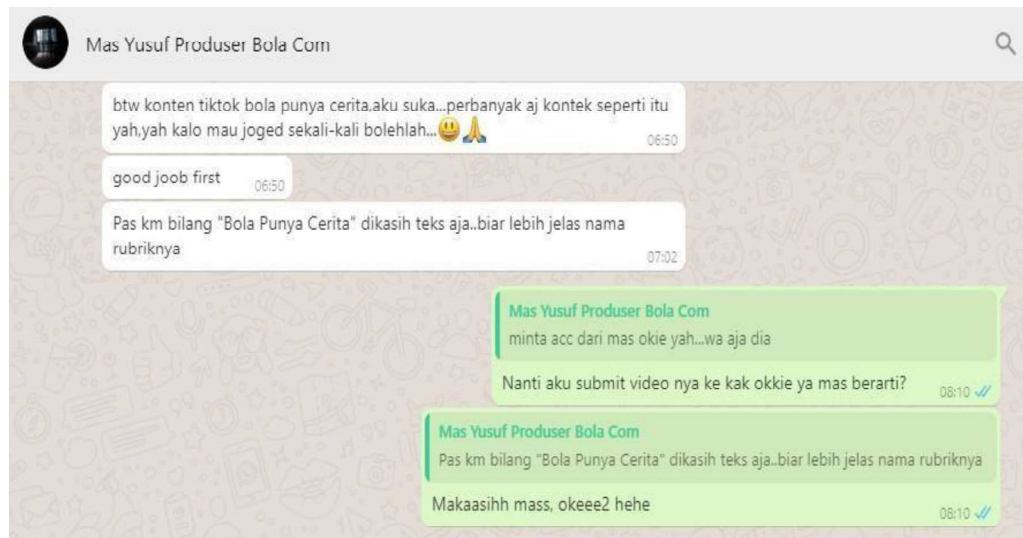 Mas Yusuf Produser Bola Com
btw konten tiktok bola punya cerita,aku suka...perbanyak aj kontek seperti itu
yah,yah kalo mau joged sekali-kali bolehlah...😃🙏
06:50
good joob first
06:50
Pas km bilang "Bola Punya Cerita" dikasih teks aja..biar lebih jelas nama
rubriknya
07:02
Mas Yusuf Produser Bola Com
minta acc dari mas okie yah...wa aja dia
Nanti aku submit video nya ke kak okkie ya mas berarti?
08:10
Mas Yusuf Produser Bola Com
Pas km bilang "Bola Punya Cerita" dikasih teks aja..biar lebih jelas nama rubriknya
Makaasihh mass, okeee2 hehe
08:10